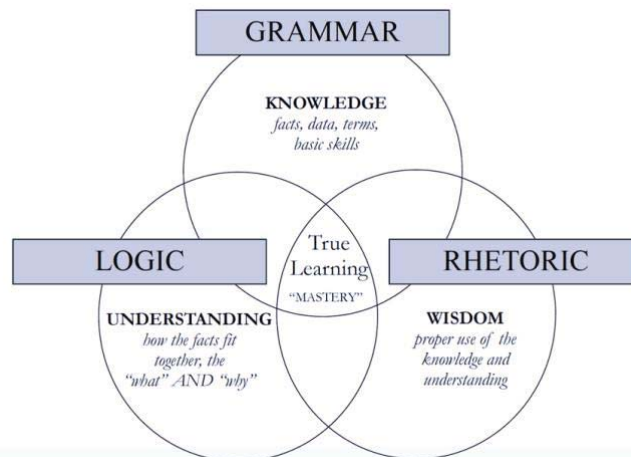 GRAMMAR
KNOWLEDGE
facts, data, terms,
basic skills
True
Learning
“MASTERY”
LOGIC
RHETORIC
UNDERSTANDING
how the facts fit
together, the
“what” AND “why”
WISDOM
proper use of the
knowledge and
understanding